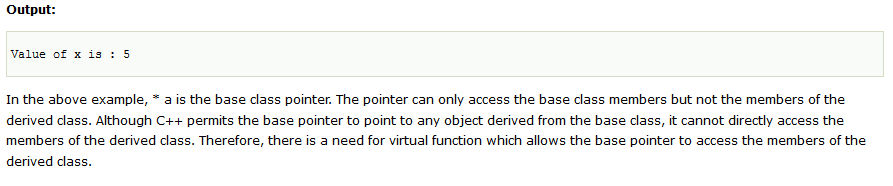 Output:
Value of x is : 5
In the above example, * a is the base class pointer. The pointer can only access the base class members but not the members of the
derived class. Although C++ permits the base pointer to point to any object derived from the base class, it cannot directly access the
members of the derived class. Therefore, there is a need for virtual function which allows the base pointer to access the members of the
derived class.